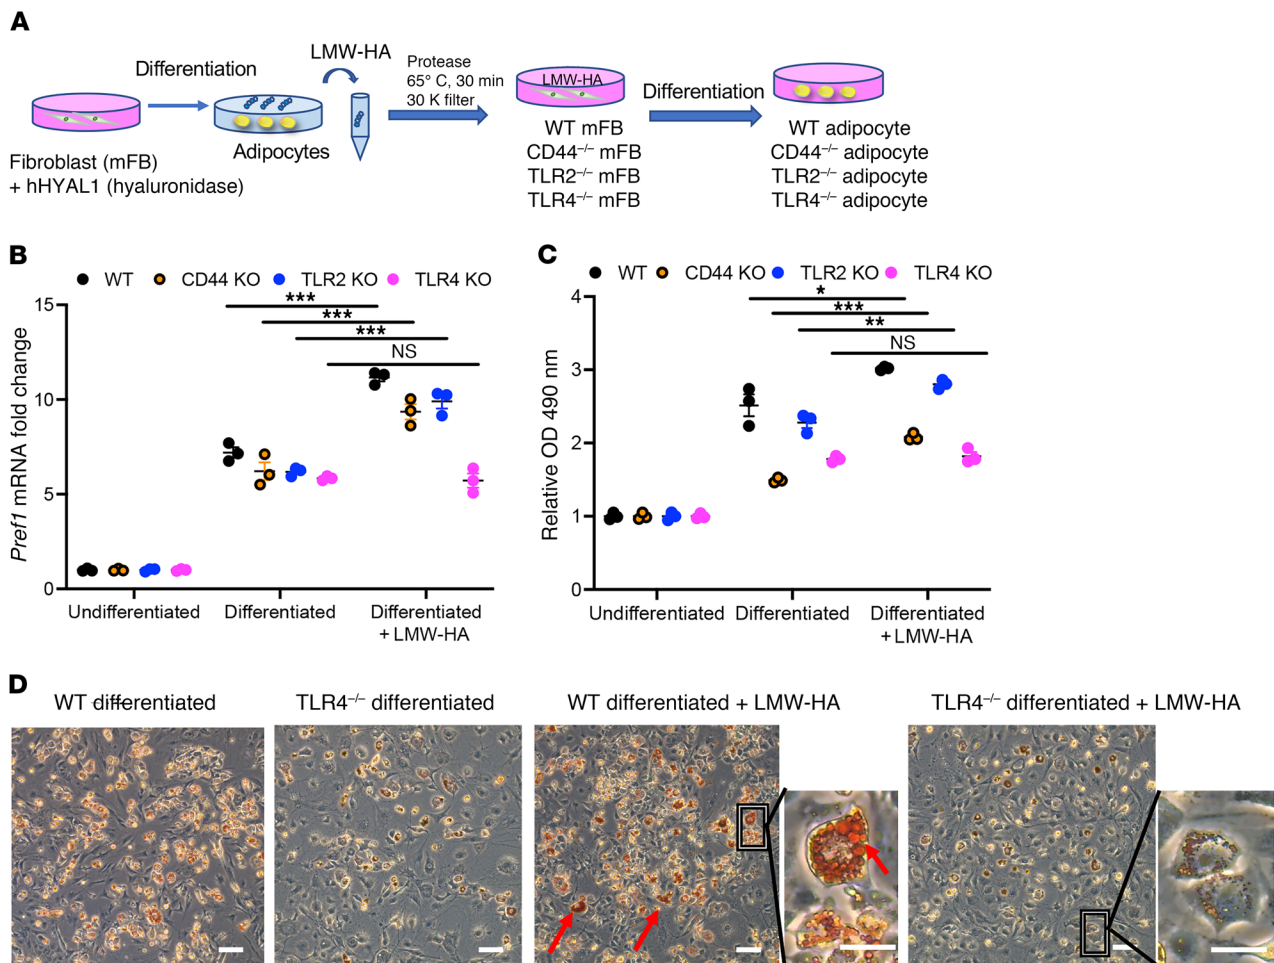 A
LMW-HA
Differentiation
Protease
65° C, 30 min
30 K filter
LMW-HA
Differentiation
Fibroblast (mFB)
+ hHYAL1 (hyaluronidase)
Adipocytes
WT mFB
CD44–/– mFB
TLR2–/– mFB
TLR4–/– mFB
WT adipocyte
CD44–/– adipocyte
TLR2–/– adipocyte
TLR4–/– adipocyte
B
WT CD44 KO TLR2 KO TLR4 KO
Pref1 mRNA fold change
15
10
5
0
***
***
***
NS
Undifferentiated
Differentiated
Differentiated
+ LMW-HA
C
WT CD44 KO TLR2 KO TLR4 KO
Relative OD 490 nm
4
3
2
1
0
*
***
**
NS
Undifferentiated
Differentiated
Differentiated
+ LMW-HA
D
WT differentiated
TLR4–/– differentiated
WT differentiated + LMW-HA
TLR4–/– differentiated + LMW-HA